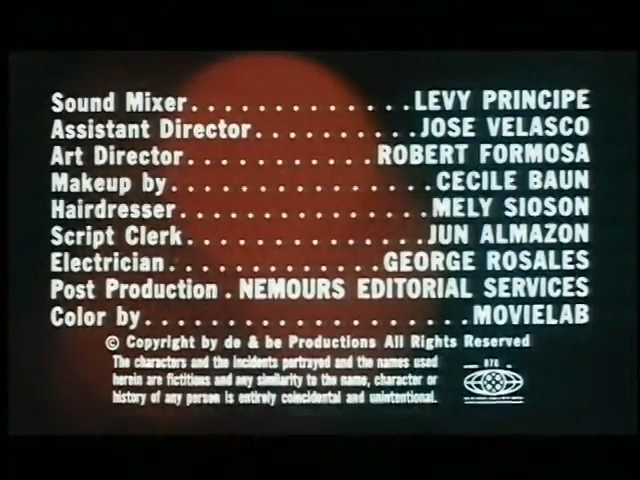 Sound Mixer.............LEVY PRINCIPE
Assistant Director..........JOSE VELASCO
Art Director...........ROBERT FORMOSA
Makeup by................CECILE BAUN
Hairdresser...............MELY SIOSON
Script Clerk..............JUN ALMAZON
Electrician.............GEORGE ROSALES
Post Production . NEMOURS EDITORIAL SERVICES
Color by....................MOVIELAB
© Copyright by de & be Productions All Rights Reserved
The characters and the incidents portrayed and the names used
herein are fictitious and any similarity to the name, character or
history of any person is entirely coincidental and unintentional.